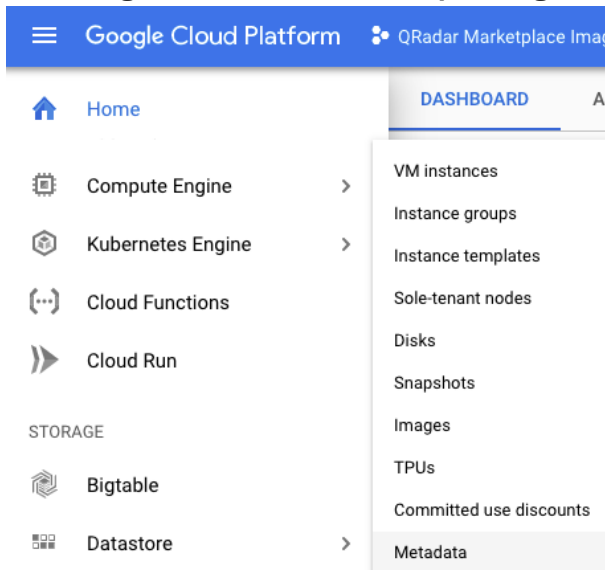 Google Cloud Platform QRadar Marketplace Imag
Home
DASHBOARD A
Compute Engine
Kubernetes Engine
Cloud Functions
Cloud Run
STORAGE
Bigtable
Datastore
VM instances
Instance groups
Instance templates
Sole-tenant nodes
Disks
Snapshots
Images
TPUs
Committed use discounts
Metadata